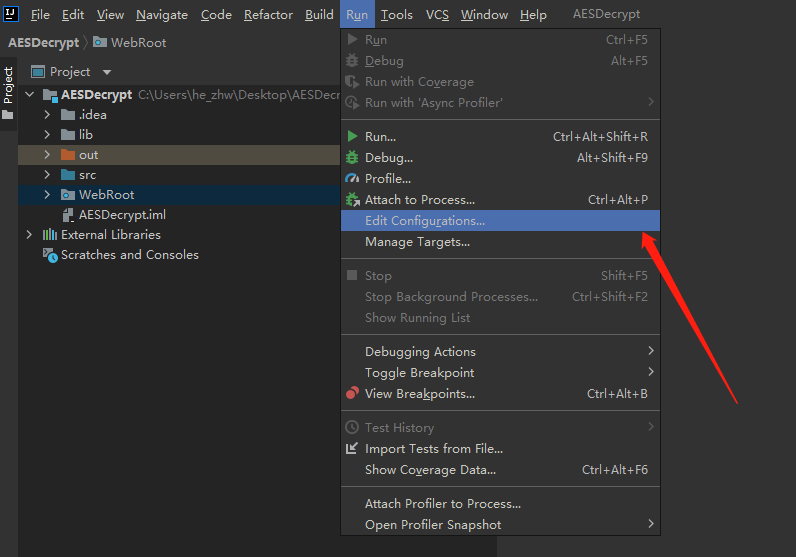 IJ File Edit View Navigate Code Refactor Build Run Tools VCS Window Help AESDecrypt
AESDecrypt WebRoot
Project
Project
AESDecrypt C:\Users\he_zhw\Desktop\AESDecr
.idea
lib
out
src
WebRoot
AESDecrypt.iml
External Libraries
Scratches and Consoles
Run Ctrl+F5
Debug Alt+F5
Run with Coverage
Run with 'Async Profiler'
Run... Ctrl+Alt+Shift+R
Debug... Alt+Shift+F9
Profile...
Attach to Process... Ctrl+Alt+P
Edit Configurations...
Manage Targets...
Stop Shift+F5
Stop Background Processes... Ctrl+Shift+F2
Show Running List
Debugging Actions
Toggle Breakpoint
View Breakpoints... Ctrl+Alt+B
Test History
Import Tests from File...
Show Coverage Data... Ctrl+Alt+F6
Attach Profiler to Process...
Open Profiler Snapshot